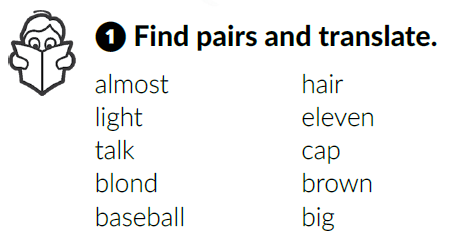 1 Find pairs and translate.
almost hair
light eleven
talk cap
blond brown
baseball big